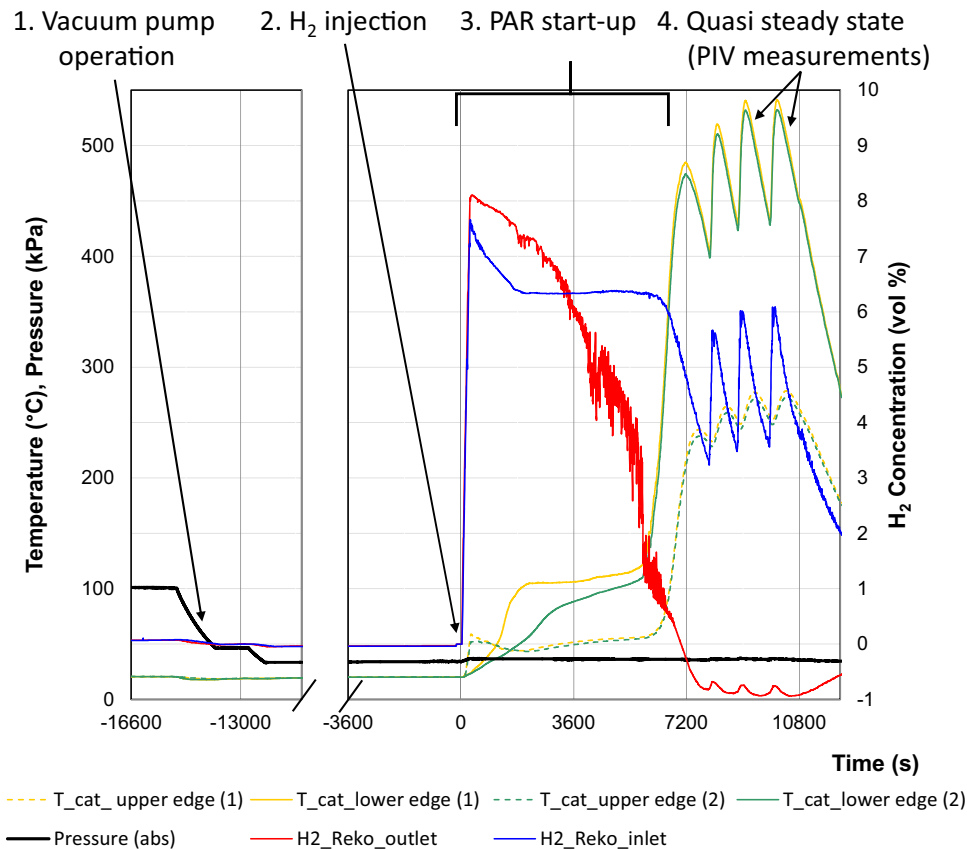 1. Vacuum pump operation
2. H₂ injection
3. PAR start-up
4. Quasi steady state (PIV measurements)
Temperature (°C), Pressure (kPa)
500
400
300
200
100
0
10
9
8
7
6
5
4
3
2
1
0
-1
H₂ Concentration (vol %)
-16600 -13000 -3600 0 3600 7200 10800
Time (s)
T_cat_ upper edge (1) T_cat_lower edge (1) T_cat_upper edge (2) T_cat_lower edge (2)
Pressure (abs) H2_Reko_outlet H2_Reko_inlet